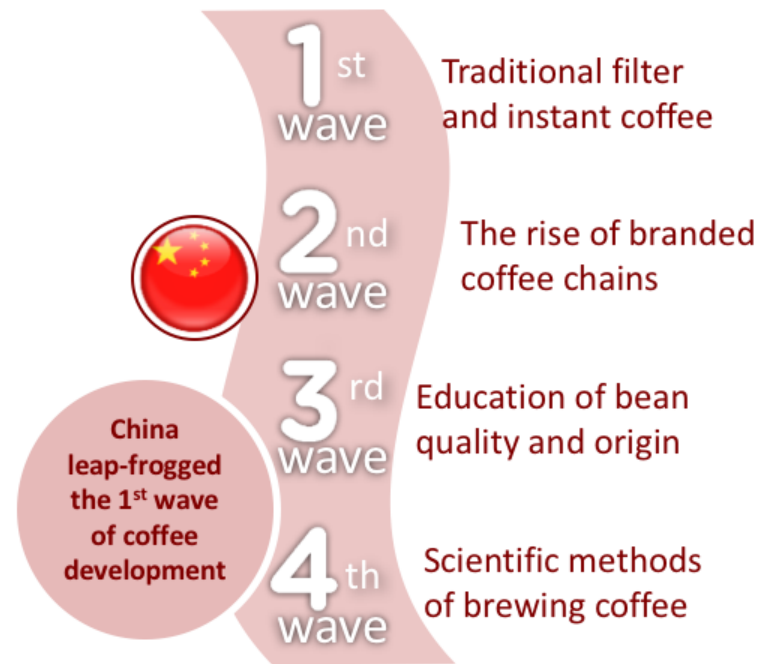 1st
wave
Traditional filter
and instant coffee
2nd
wave
The rise of branded
coffee chains
3rd
wave
Education of bean
quality and origin
China
leap-frogged
the 1st wave
of coffee
development
4th
wave
Scientific methods
of brewing coffee